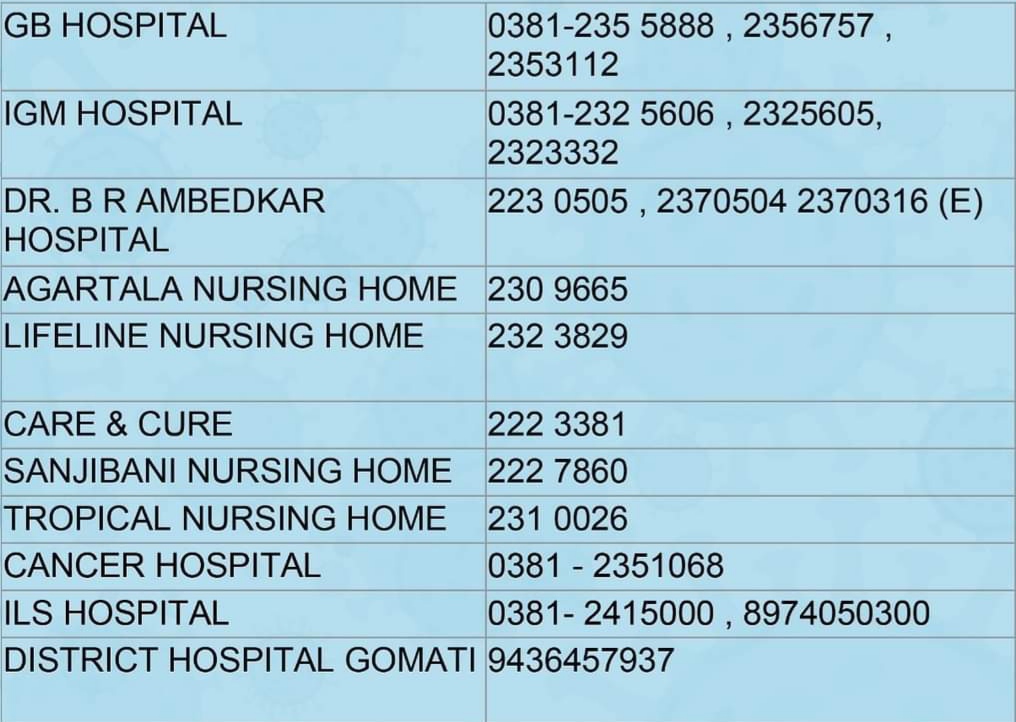 GB HOSPITAL 0381-235 5888 , 2356757 ,
2353112
IGM HOSPITAL 0381-232 5606 , 2325605,
2323332
DR. B R AMBEDKAR 223 0505 , 2370504 2370316 (E)
HOSPITAL
AGARTALA NURSING HOME 230 9665
LIFELINE NURSING HOME 232 3829
CARE & CURE 222 3381
SANJIBANI NURSING HOME 222 7860
TROPICAL NURSING HOME 231 0026
CANCER HOSPITAL 0381 - 2351068
ILS HOSPITAL 0381- 2415000 , 8974050300
DISTRICT HOSPITAL GOMATI 9436457937